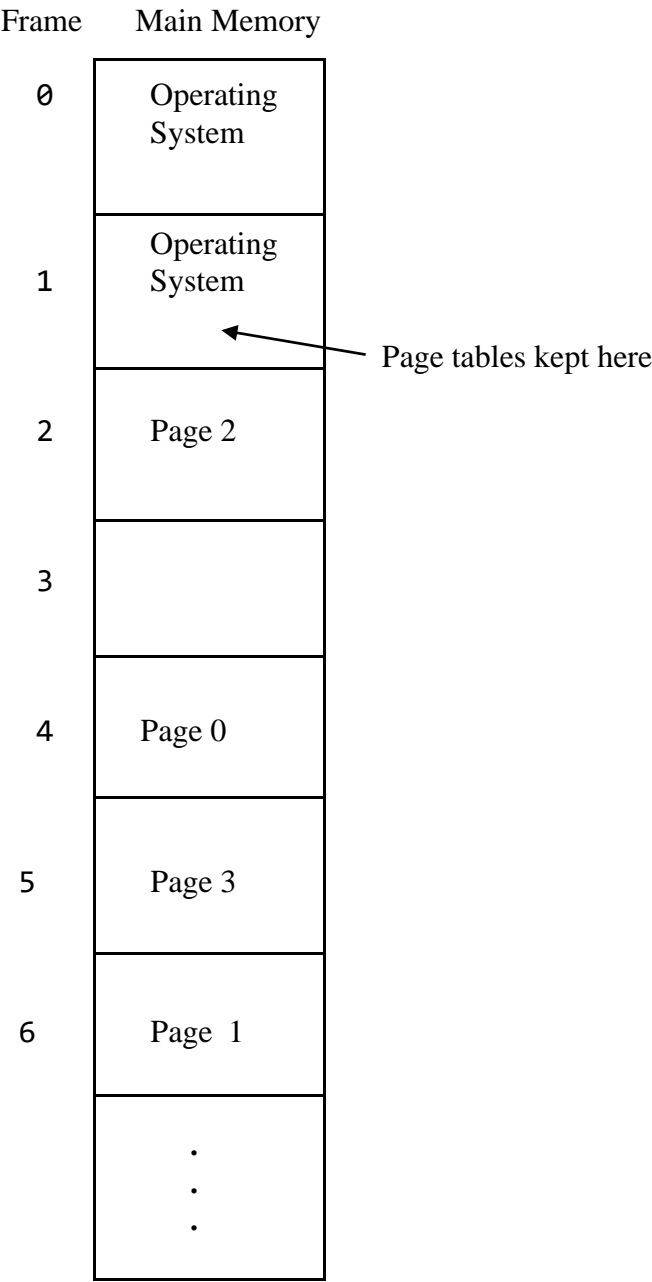 Frame Main Memory
0 Operating
System
Operating
1 System
Page tables kept here
2 Page 2
3
4 Page 0
5 Page 3
6 Page 1
.
.
.